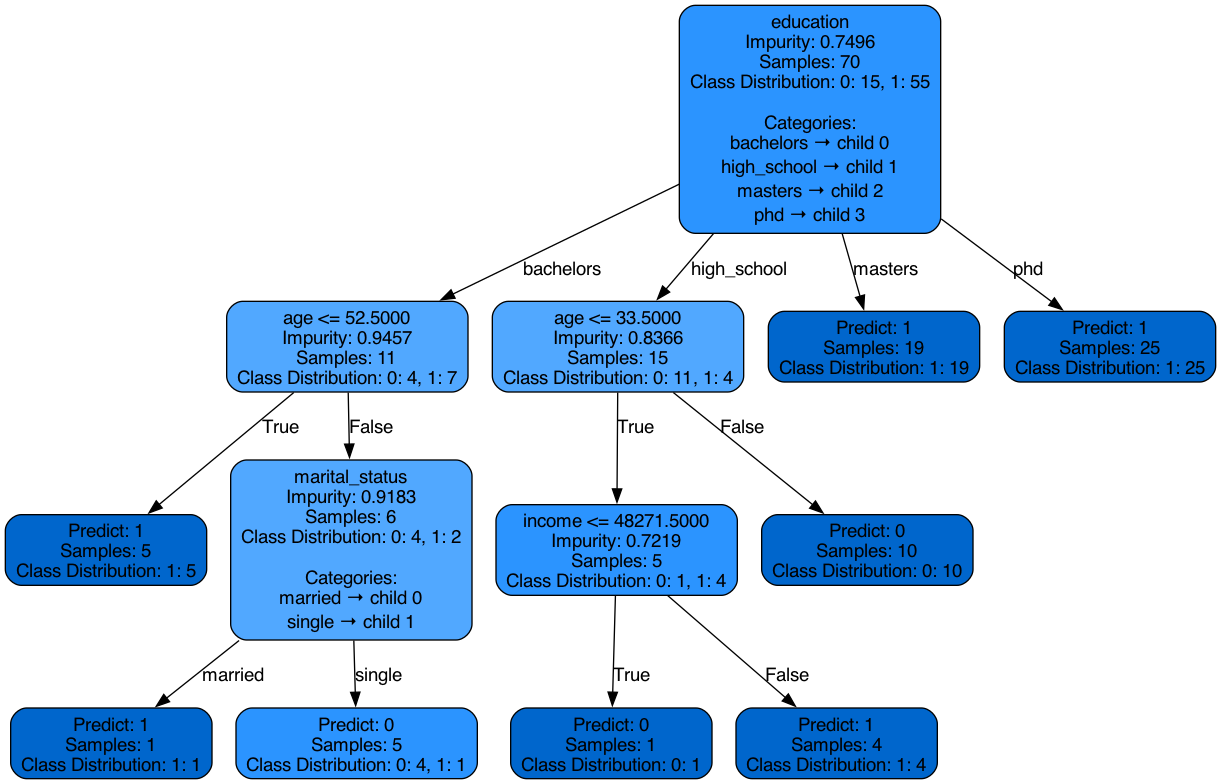 education
Impurity: 0.7496
Samples: 70
Class Distribution: 0: 15, 1: 55
Categories:
bachelors → child 0
high_school → child 1
masters → child 2
phd → child 3
bachelors
high_school
masters
phd
age <= 52.5000
Impurity: 0.9457
Samples: 11
Class Distribution: 0: 4, 1: 7
age <= 33.5000
Impurity: 0.8366
Samples: 15
Class Distribution: 0: 11, 1: 4
Predict: 1
Samples: 19
Class Distribution: 1: 19
Predict: 1
Samples: 25
Class Distribution: 1: 25
True
False
True
False
Predict: 1
Samples: 5
Class Distribution: 1: 5
marital_status
Impurity: 0.9183
Samples: 6
Class Distribution: 0: 4, 1: 2
Categories:
married → child 0
single → child 1
income <= 48271.5000
Impurity: 0.7219
Samples: 5
Class Distribution: 0: 1, 1: 4
Predict: 0
Samples: 10
Class Distribution: 0: 10
married
single
True
False
Predict: 1
Samples: 1
Class Distribution: 1: 1
Predict: 0
Samples: 5
Class Distribution: 0: 4, 1: 1
Predict: 0
Samples: 1
Class Distribution: 0: 1
Predict: 1
Samples: 4
Class Distribution: 1: 4